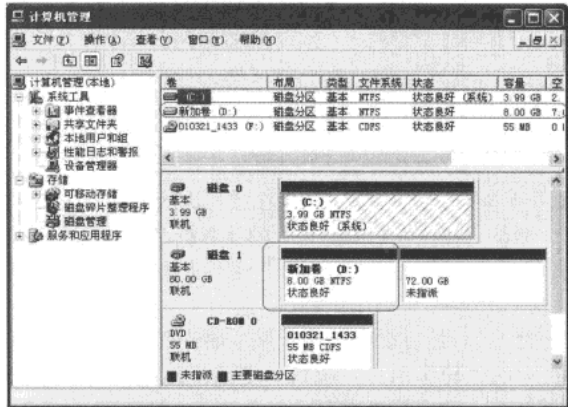 计算机管理
文件(F) 操作(A) 查看(V) 窗口(W) 帮助(H)
计算机管理(本地)
系统工具
事件查看器
共享文件夹
本地用户和组
性能日志和警报
设备管理器
存储
可移动存储
磁盘碎片整理程序
磁盘管理
服务和应用程序
卷 布局 类型 文件系统 状态 容量 空
(C:) 磁盘分区 基本 NTFS 状态良好 (系统) 3.99 GB 2.
新加卷 (D:) 磁盘分区 基本 NTFS 状态良好 8.00 GB 7.
010321_1433 (F:) 磁盘分区 基本 CDFS 状态良好 55 MB 0
磁盘 0
基本
3.99 GB
联机
(C:)
3.99 GB NTFS
状态良好 (系统)
磁盘 1
基本
80.00 GB
联机
新加卷 (D:)
8.00 GB NTFS
状态良好
72.00 GB
未指派
CD-ROM 0
DVD
55 MB
联机
010321_1433
55 MB CDFS
状态良好
未指派 主要磁盘分区